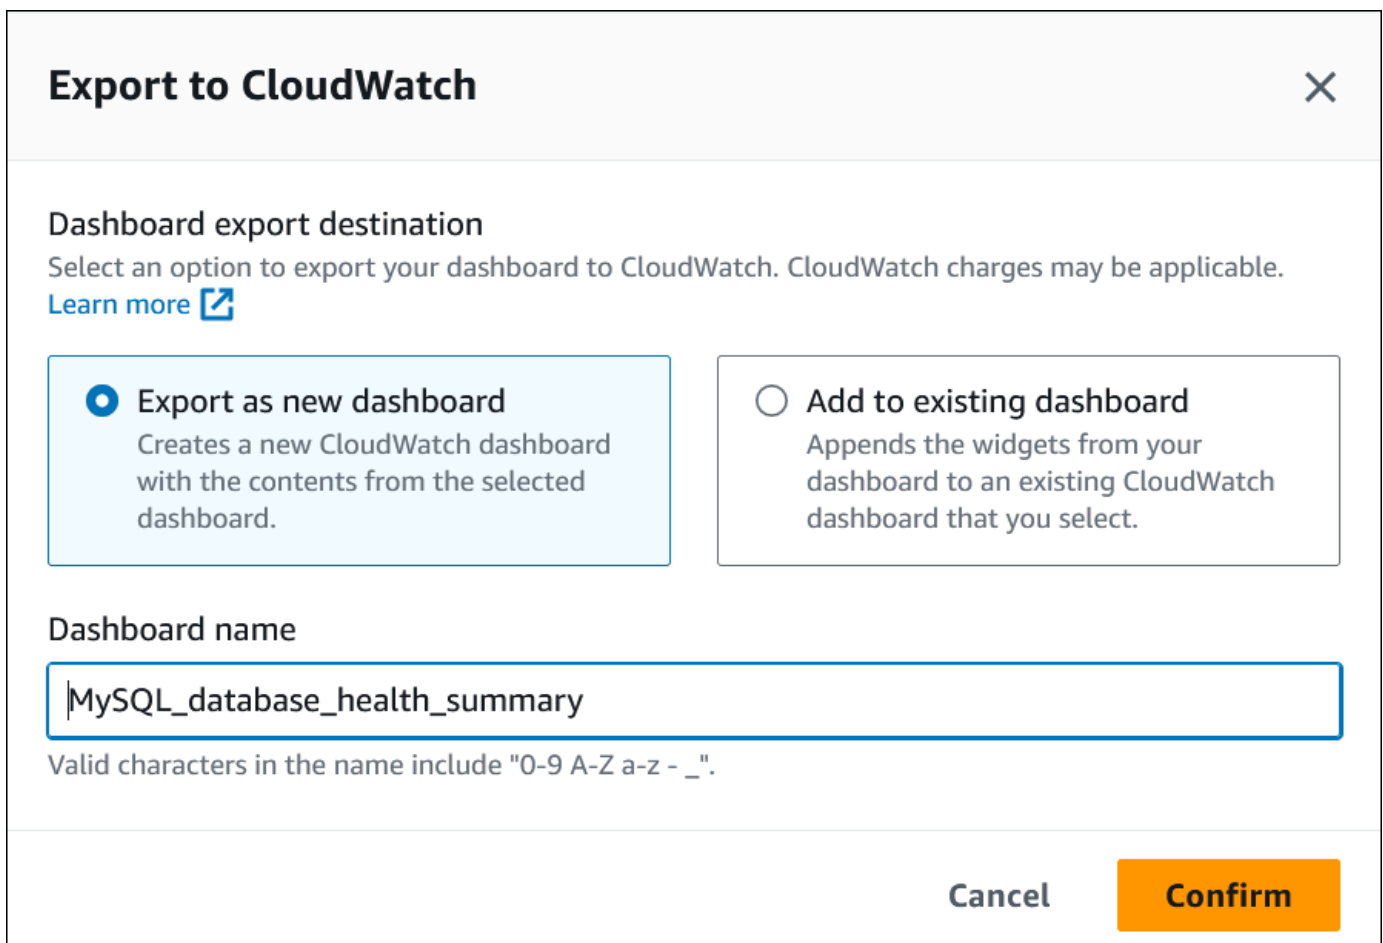 Export to CloudWatch
Dashboard export destination
Select an option to export your dashboard to CloudWatch. CloudWatch charges may be applicable.
Learn more
Export as new dashboard
Creates a new CloudWatch dashboard
with the contents from the selected
dashboard.
Add to existing dashboard
Appends the widgets from your
dashboard to an existing CloudWatch
dashboard that you select.
Dashboard name
MySQL_database_health_summary
Valid characters in the name include "0-9 A-Z a-z - _".
Cancel
Confirm